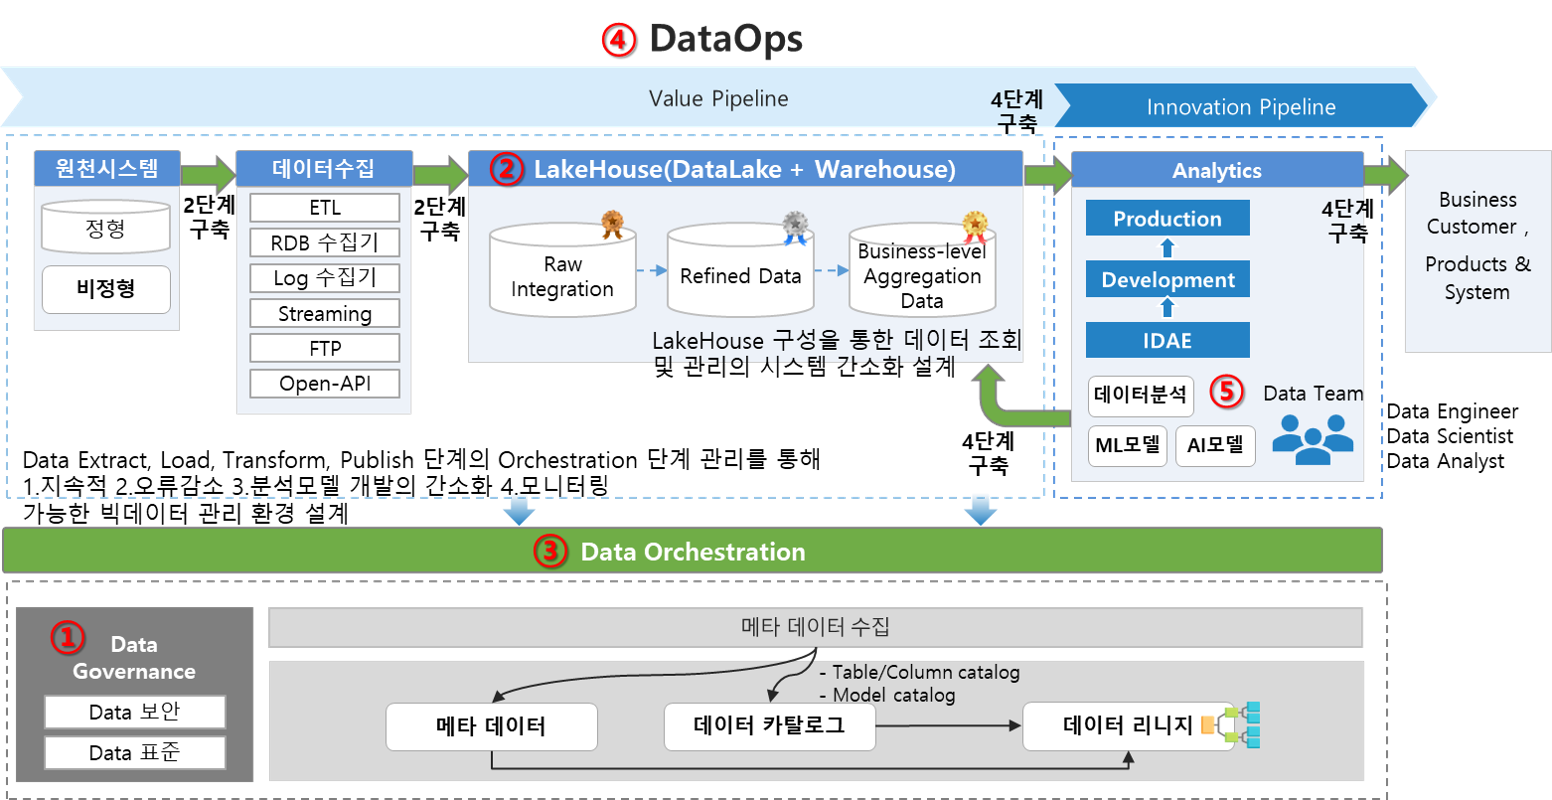 ④ DataOps
Value Pipeline
4단계
구축
Innovation Pipeline
원천시스템
정형
비정형
2단계
구축
데이터수집
ETL
RDB 수집기
Log 수집기
Streaming
FTP
Open-API
2단계
구축
② LakeHouse(DataLake + Warehouse)
Raw
Integration
Refined Data
Business-level
Aggregation
Data
LakeHouse 구성을 통한 데이터 조회
및 관리의 시스템 간소화 설계
Analytics
Production
Development
IDAE
데이터분석
⑤
Data Team
ML모델
AI모델
4단계
구축
4단계
구축
Business
Customer ,
Products &
System
Data Engineer
Data Scientist
Data Analyst
Data Extract, Load, Transform, Publish 단계의 Orchestration 단계 관리를 통해
1.지속적 2.오류감소 3.분석모델 개발의 간소화 4.모니터링
가능한 빅데이터 관리 환경 설계
③ Data Orchestration
① Data
Governance
Data 보안
Data 표준
메타 데이터 수집
- Table/Column catalog
- Model catalog
메타 데이터
데이터 카탈로그
데이터 리니지